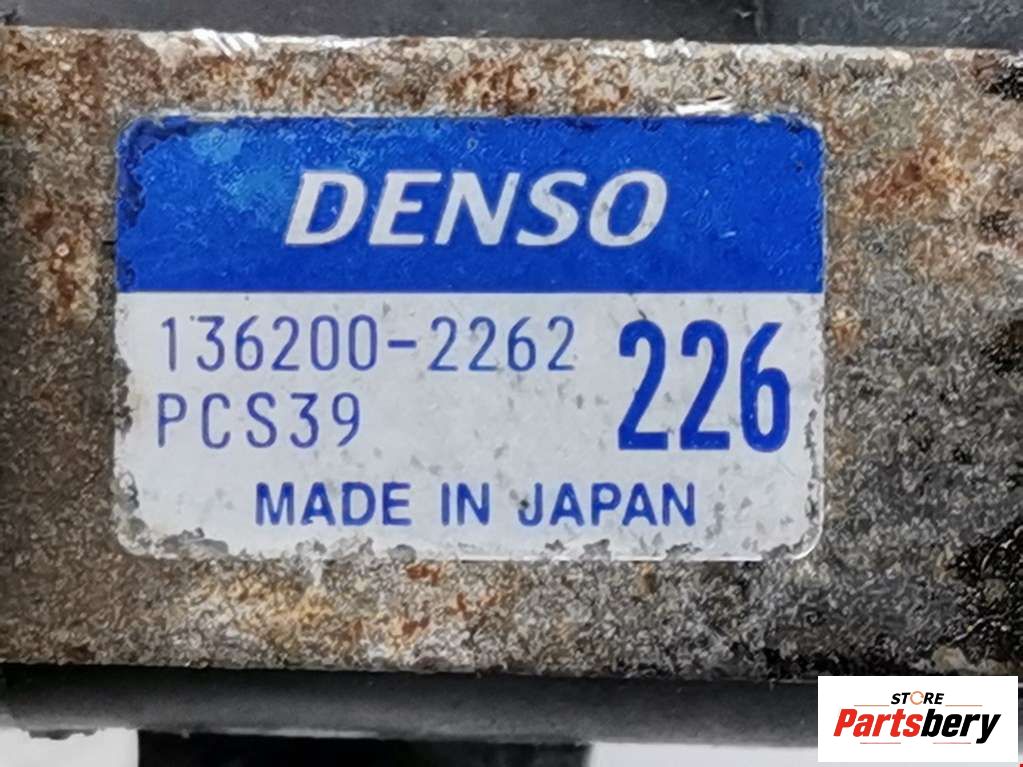 DENSO
136200-2262
226
PCS39
MADE IN JAPAN
STORE
Partsbery